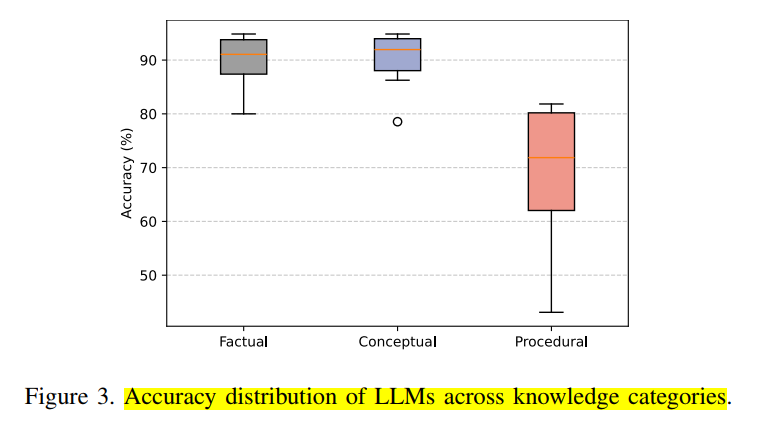 90
80
70
60
50
Accuracy (%)
Factual Conceptual Procedural
Figure 3. Accuracy distribution of LLMs across knowledge categories.